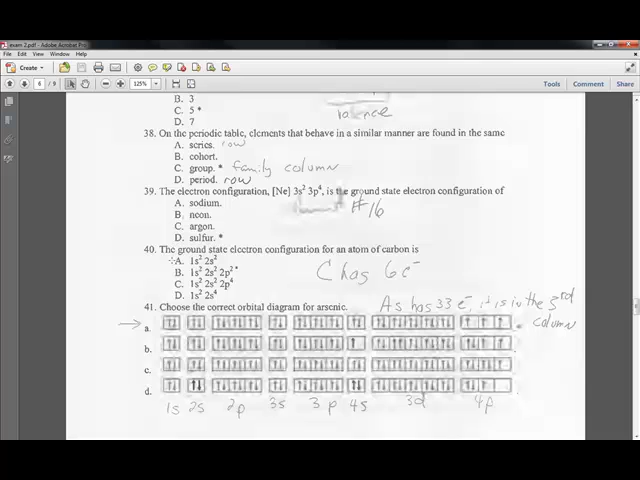 exam 2.pdf - Adobe Acrobat Pro
File Edit View Window Help
Create
6 / 9
125%
Tools Comment Share
B. 3
C. 5 *
valence
D. 7
38. On the periodic table, elements that behave in a similar manner are found in the same
A. series. row
B. cohort.
C. group. * family column
D. period. row
39. The electron configuration, [Ne] 3s² 3p⁴, is the ground state electron configuration of
A. sodium.
B. neon.
#16
C. argon.
D. sulfur. *
40. The ground state electron configuration for an atom of carbon is
A. 1s² 2s²
B. 1s² 2s² 2p² *
C has 6 e⁻
C. 1s² 2s² 2p⁴
D. 1s² 2s⁴
As has 33 e⁻, it is in the 3rd
41. Choose the correct orbital diagram for arsenic.
column
a.
b.
c.
d.
1s 2s 2p 3s 3p 4s 3d 4p